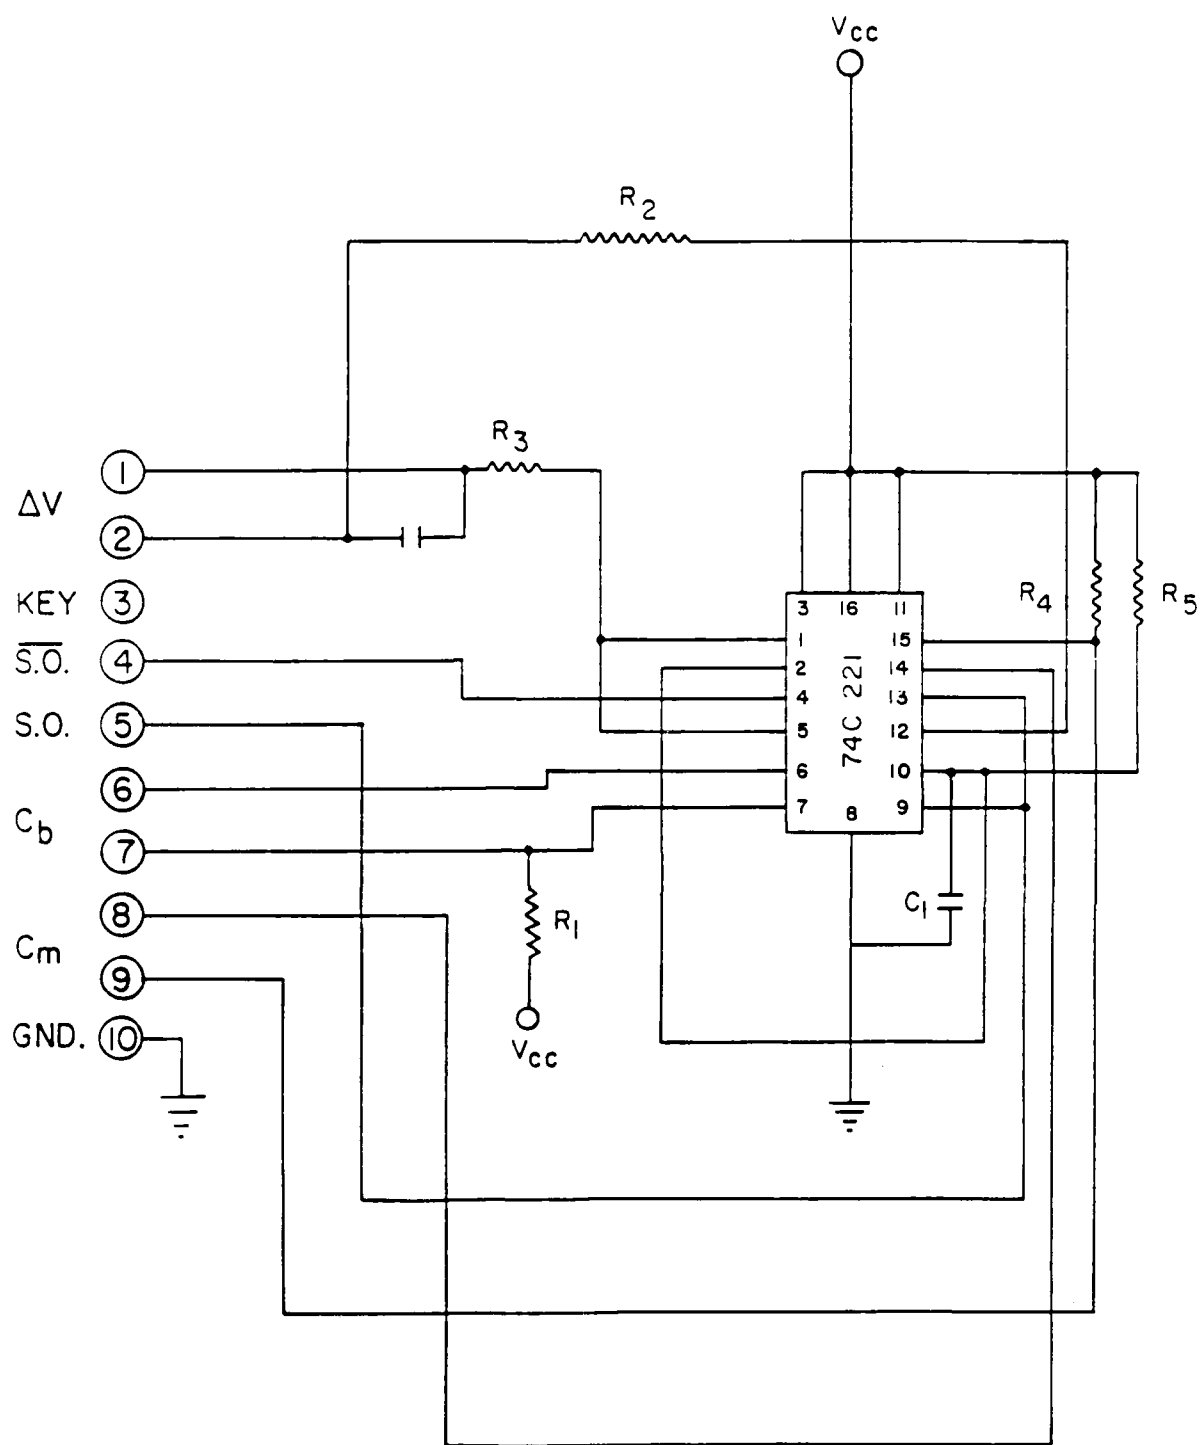 Vcc
R2
R3
1
ΔV
2
KEY 3
S.O. 4
S.O. 5
6
Cb
7
8
Cm
9
GND. 10
R1
Vcc
3 16 11
1 15
2 14
4 13
5 12
6 10
7 8 9
74C 221
R4
R5
C1